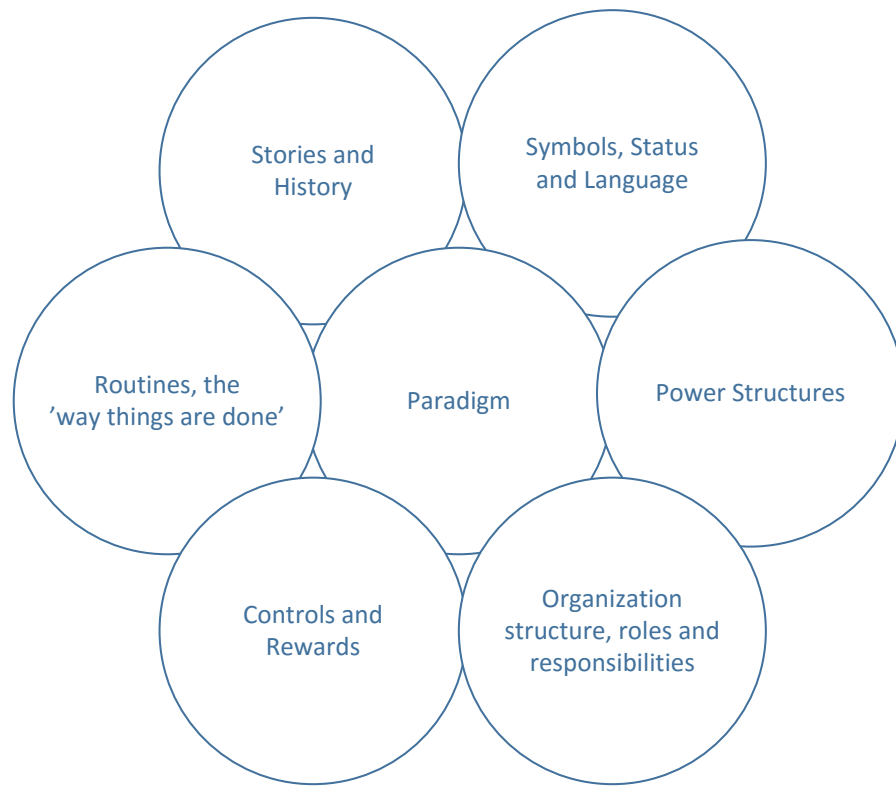 Stories and
History
Symbols, Status
and Language
Routines, the
’way things are done’
Paradigm
Power Structures
Controls and
Rewards
Organization
structure, roles and
responsibilities